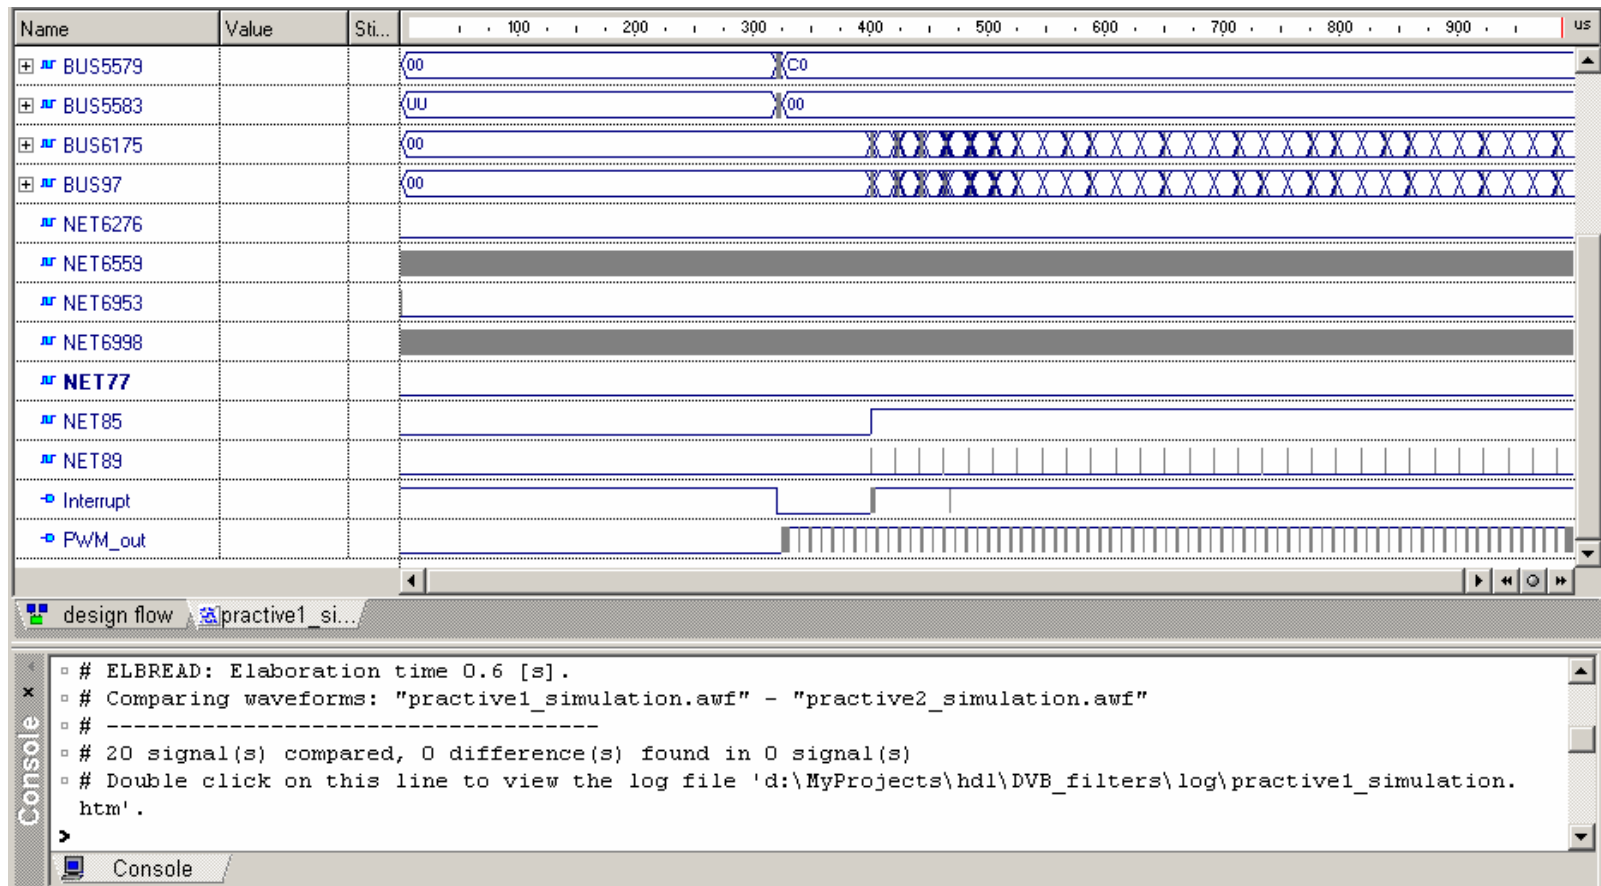 Name Value Sti... 100 200 300 400 500 600 700 800 900 us
BUS5579 00 C0
BUS5583 UU 00
BUS6175 00
BUS97 00
NET6276
NET6559
NET6953
NET6998
NET77
NET85
NET89
Interrupt
PWM_out
design flow practive1_si...
# ELBREAD: Elaboration time 0.6 [s].
# Comparing waveforms: "practive1_simulation.awf" - "practive2_simulation.awf"
# -------------------------------------
# 20 signal(s) compared, 0 difference(s) found in 0 signal(s)
# Double click on this line to view the log file 'd:\MyProjects\hdl\DVB_filters\log\practive1_simulation.
htm'.
>
Console
Console